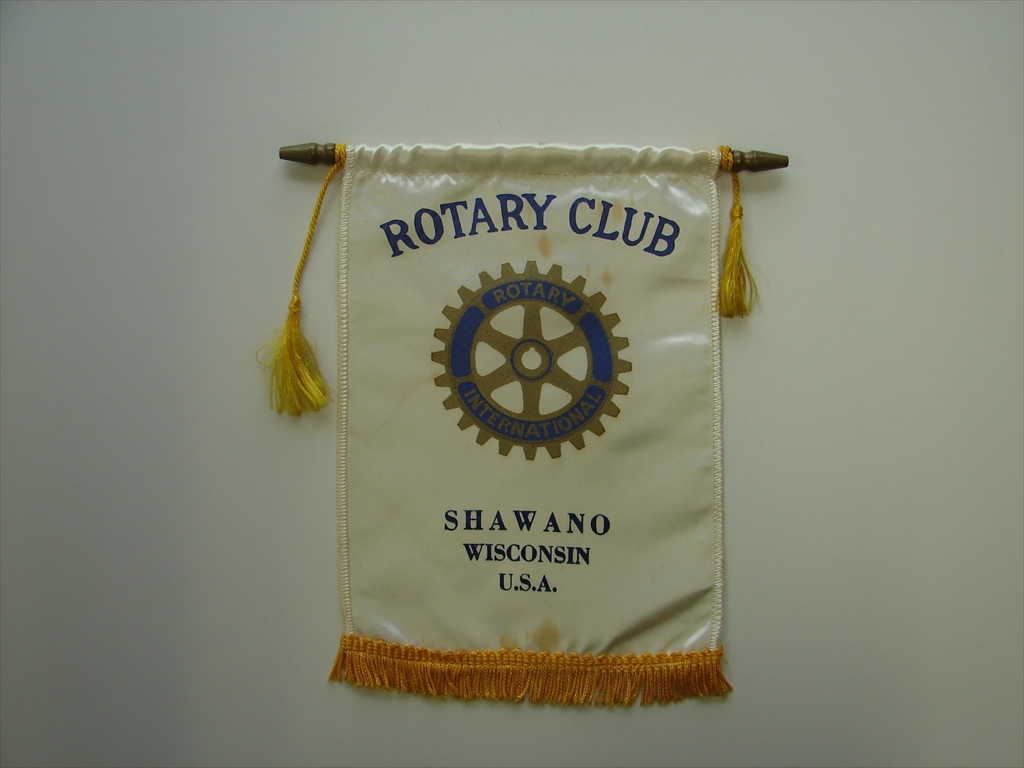 ROTARY CLUB
ROTARY
INTERNATIONAL
SHAWANO
WISCONSIN
U.S.A.